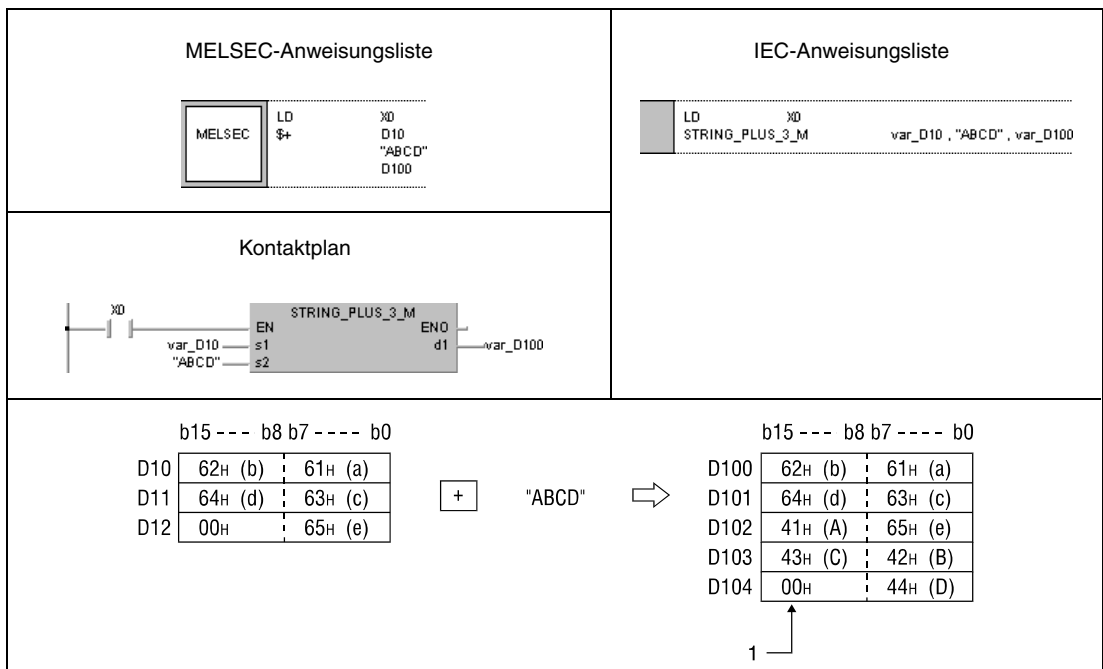 MELSEC-Anweisungsliste
MELSEC
LD X0
$+ D10
"ABCD"
D100
IEC-Anweisungsliste
LD X0
STRING_PLUS_3_M var_D10 , "ABCD" , var_D100
Kontaktplan
X0
STRING_PLUS_3_M
EN ENO
var_D10 s1 d1 var_D100
"ABCD" s2
b15 --- b8 b7 ---- b0
D10 62H (b) 61H (a)
D11 64H (d) 63H (c)
D12 00H 65H (e)
+ "ABCD"
b15 --- b8 b7 ---- b0
D100 62H (b) 61H (a)
D101 64H (d) 63H (c)
D102 41H (A) 65H (e)
D103 43H (C) 42H (B)
D104 00H 44H (D)
1